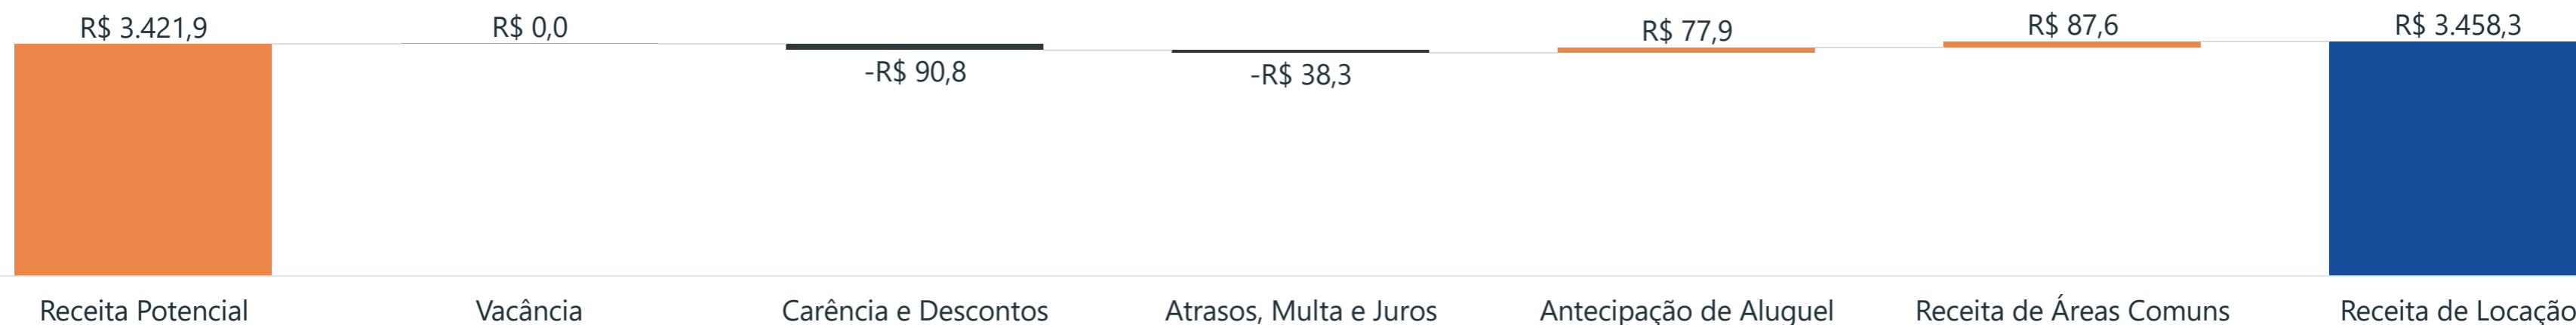 R$ 3.421,9
R$ 0,0
-R$ 90,8
-R$ 38,3
R$ 77,9
R$ 87,6
R$ 3.458,3
Receita Potencial
Vacância
Carência e Descontos
Atrasos, Multa e Juros
Antecipação de Aluguel
Receita de Áreas Comuns
Receita de Locação